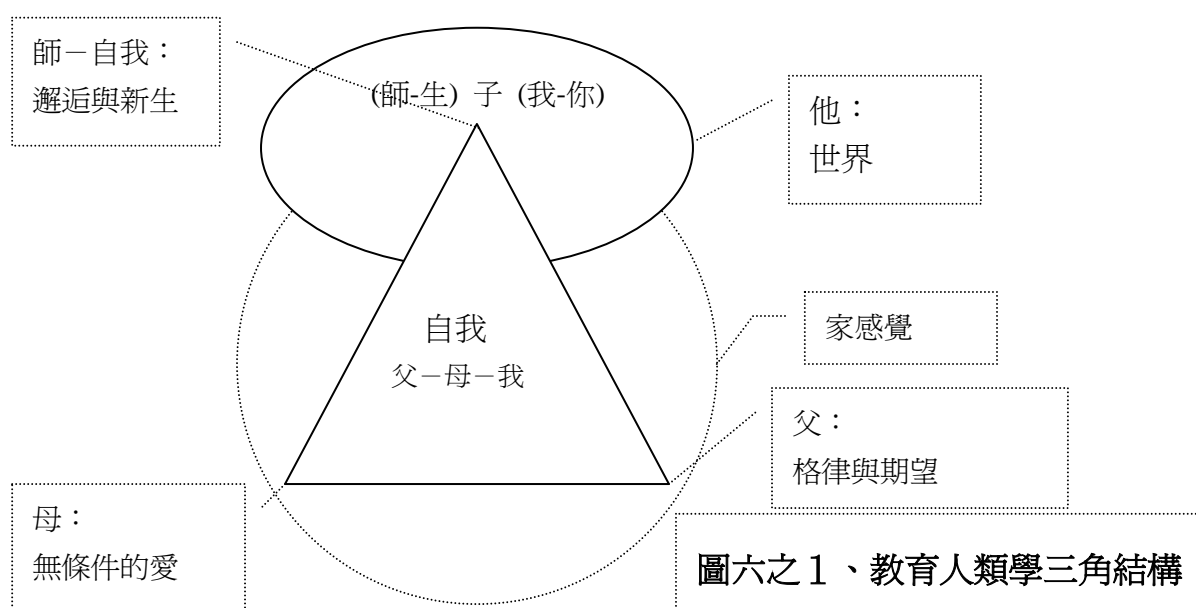 師－自我：
邂逅與新生
(師-生) 子 (我-你)
他：
世界
自我
父－母－我
家感覺
父：
格律與期望
母：
無條件的愛
圖六之１、教育人類學三角結構